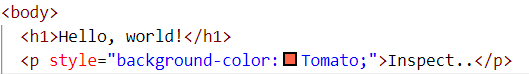 <body>
<h1>Hello, world!</h1>
<p style="background-color: Tomato;">Inspect..</p>